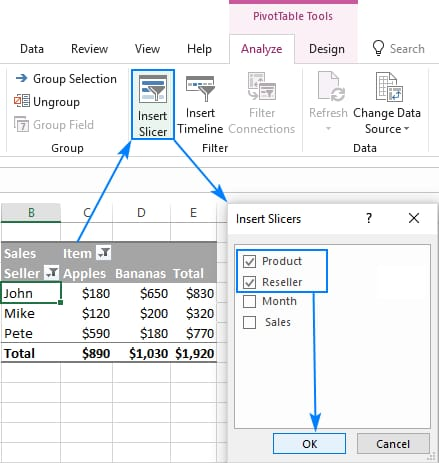 PivotTable Tools
Data Review View Help Analyze Design Search
Group Selection
Ungroup
Group Field
Group
Insert Slicer
Insert Timeline
Filter Connections
Filter
Refresh
Change Data Source
Data
B C D E
Sales Item
Seller Apples Bananas Total
John $180 $650 $830
Mike $120 $200 $320
Pete $590 $180 $770
Total $890 $1,030 $1,920
Insert Slicers ? ×
Product
Reseller
Month
Sales
OK Cancel